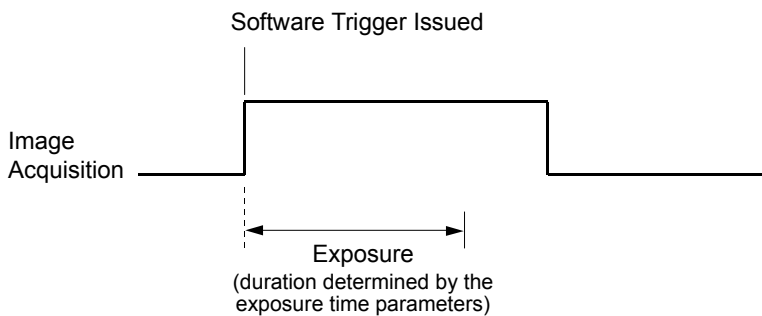 Software Trigger Issued
Image
Acquisition
Exposure
(duration determined by the
exposure time parameters)